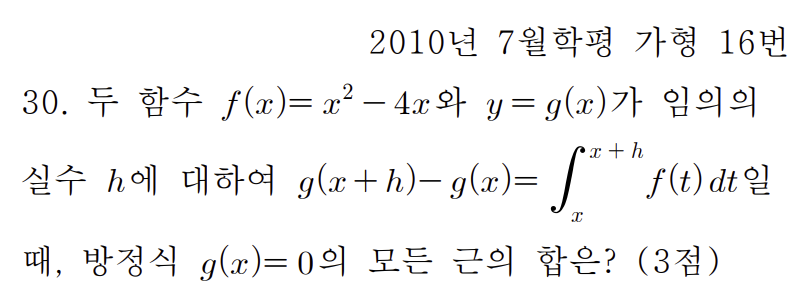 2010년 7월학평 가형 16번
30. 두 함수 f(x)= x² − 4x와 y = g(x)가 임의의
실수 h에 대하여 g(x+h)− g(x)= ∫ₓˣ⁺ʰ f(t)dt일
때, 방정식 g(x)= 0의 모든 근의 합은? (3점)